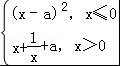 (x-a)², x≤0
x+1/x+a, x>0